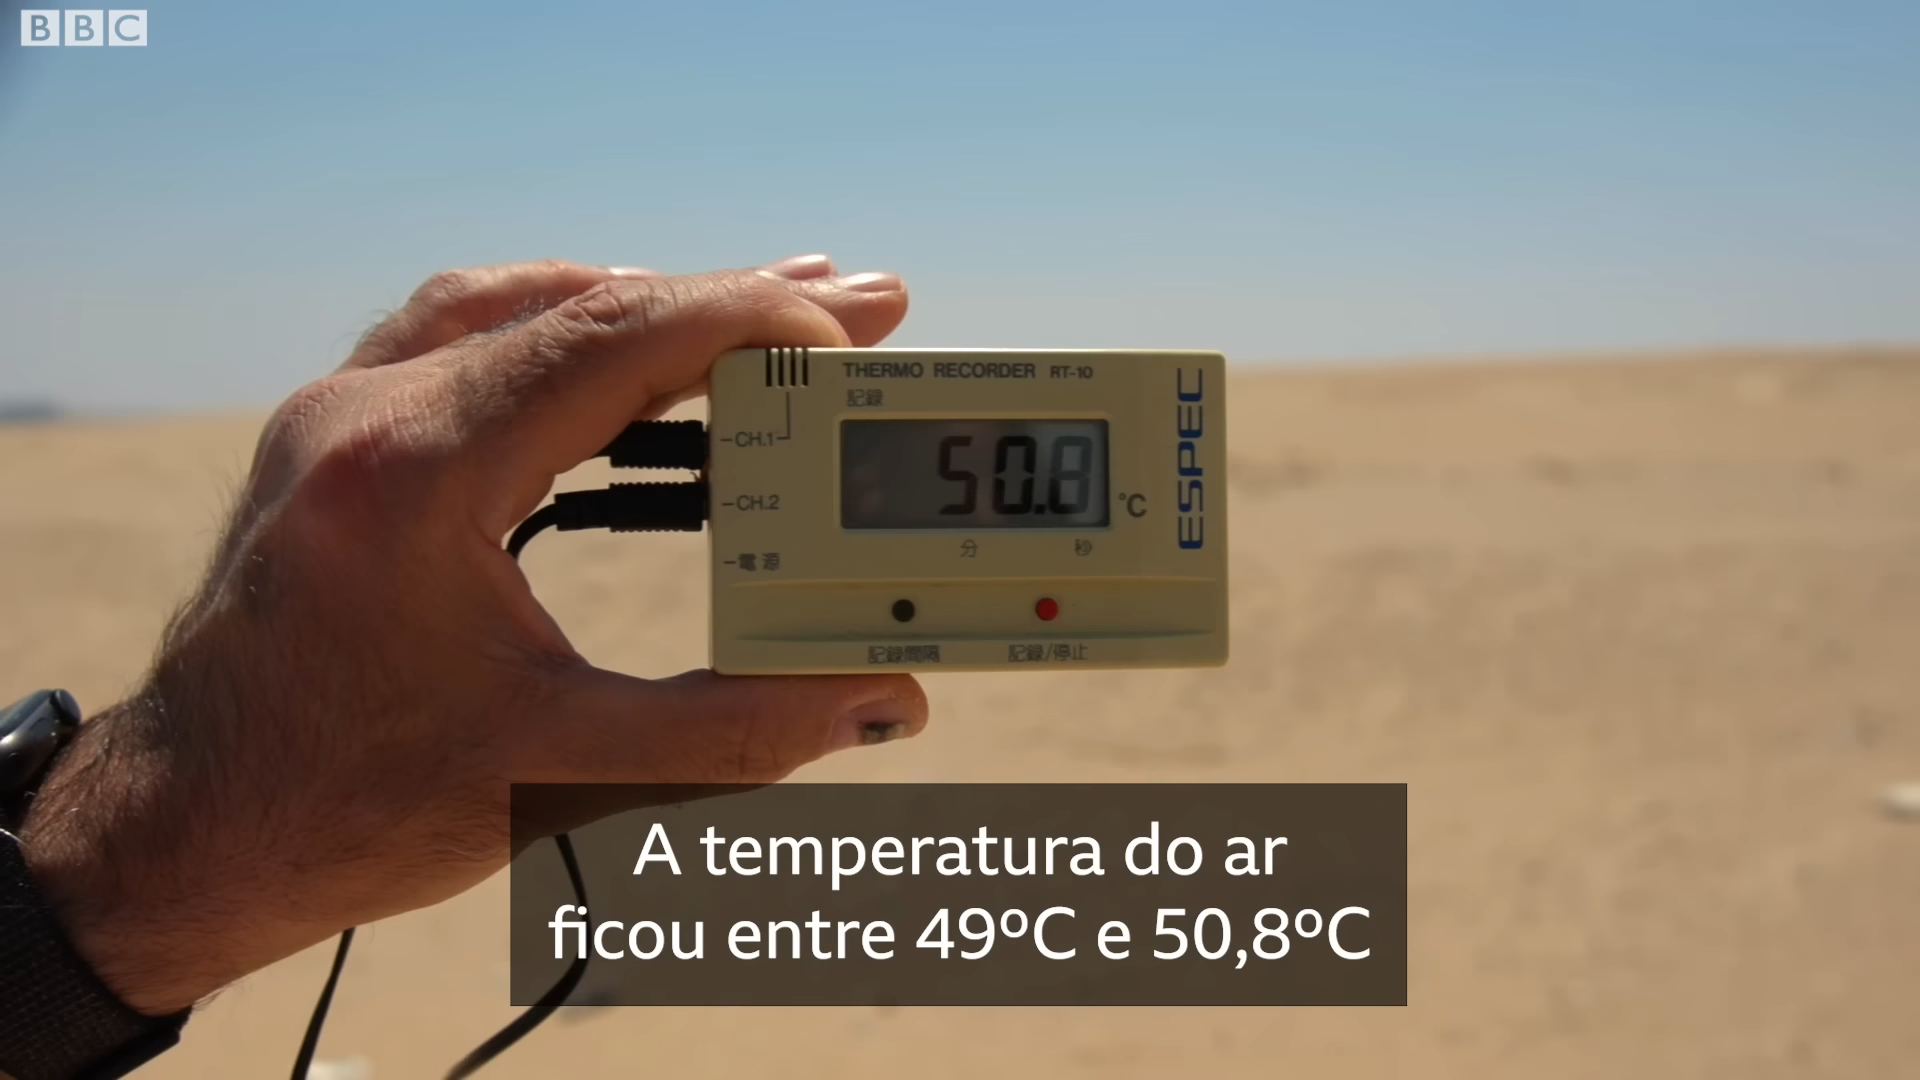 BBC
THERMO RECORDER RT-10
記録
CH.1
CH.2
電源
50.8
°C
分 秒
ESPEC
記録間隔 記録/停止
A temperatura do ar
ficou entre 49ºC e 50,8ºC